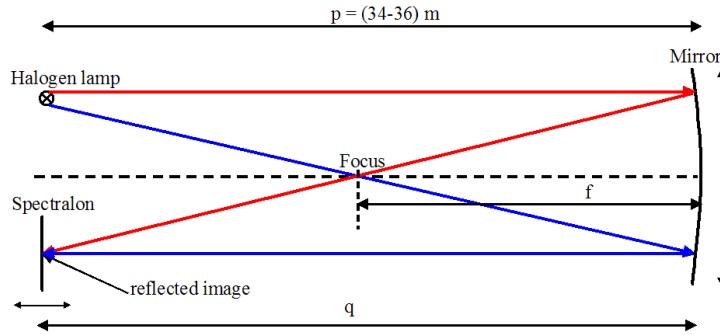 p = (34-36) m
Mirror
Halogen lamp
Focus
f
Spectralon
reflected image
q